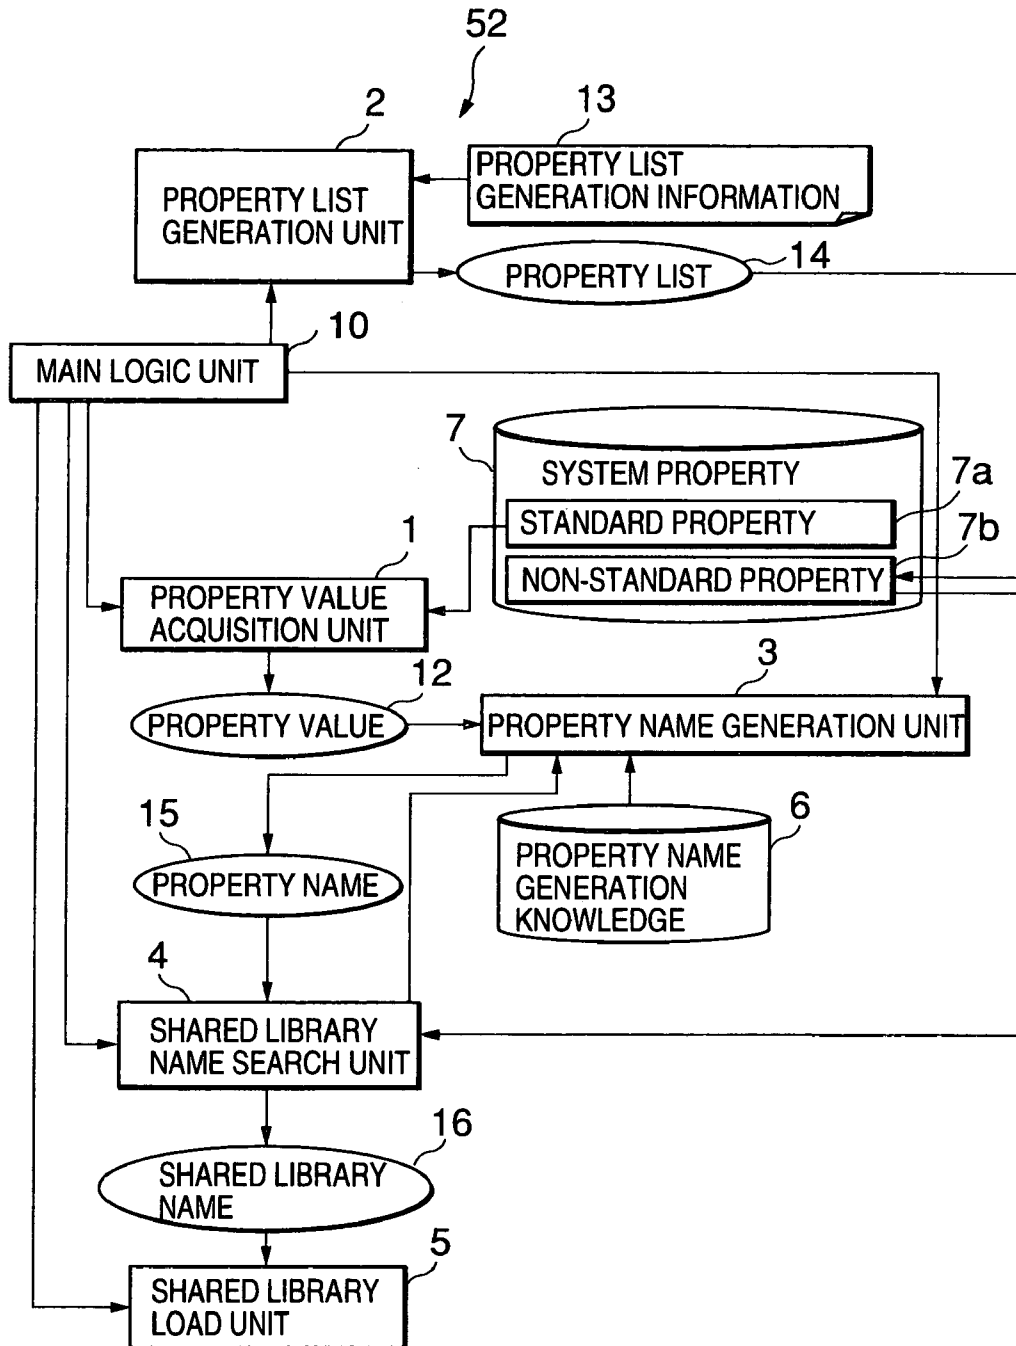 52
2
13
PROPERTY LIST
GENERATION UNIT
PROPERTY LIST
GENERATION INFORMATION
PROPERTY LIST
14
10
MAIN LOGIC UNIT
7
SYSTEM PROPERTY
7a
STANDARD PROPERTY
7b
NON-STANDARD PROPERTY
1
PROPERTY VALUE
ACQUISITION UNIT
12
PROPERTY VALUE
3
PROPERTY NAME GENERATION UNIT
15
PROPERTY NAME
6
PROPERTY NAME
GENERATION
KNOWLEDGE
4
SHARED LIBRARY
NAME SEARCH UNIT
16
SHARED LIBRARY
NAME
5
SHARED LIBRARY
LOAD UNIT